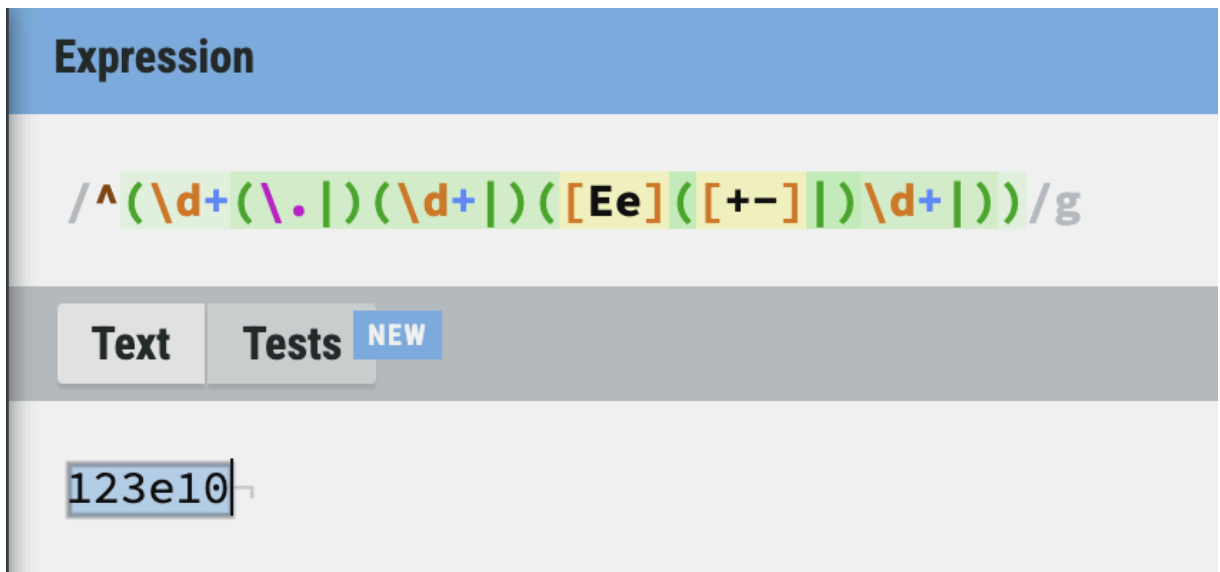 Expression
/^(\d+(\.|)(\d+|)([Ee]([+-]|)\d+|))/g
Text Tests NEW
123e10¬